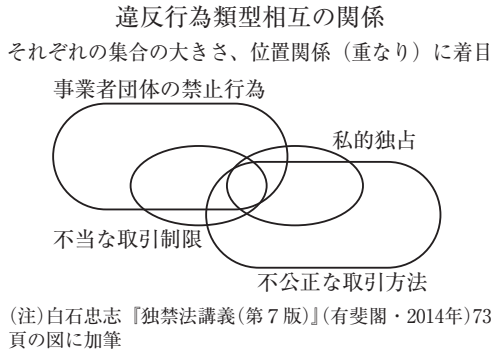 違反行為類型相互の関係
それぞれの集合の大きさ、位置関係（重なり）に着目
事業者団体の禁止行為
私的独占
不当な取引制限
不公正な取引方法
(注)白石忠志『独禁法講義(第７版)』(有斐閣・2014年)73
頁の図に加筆